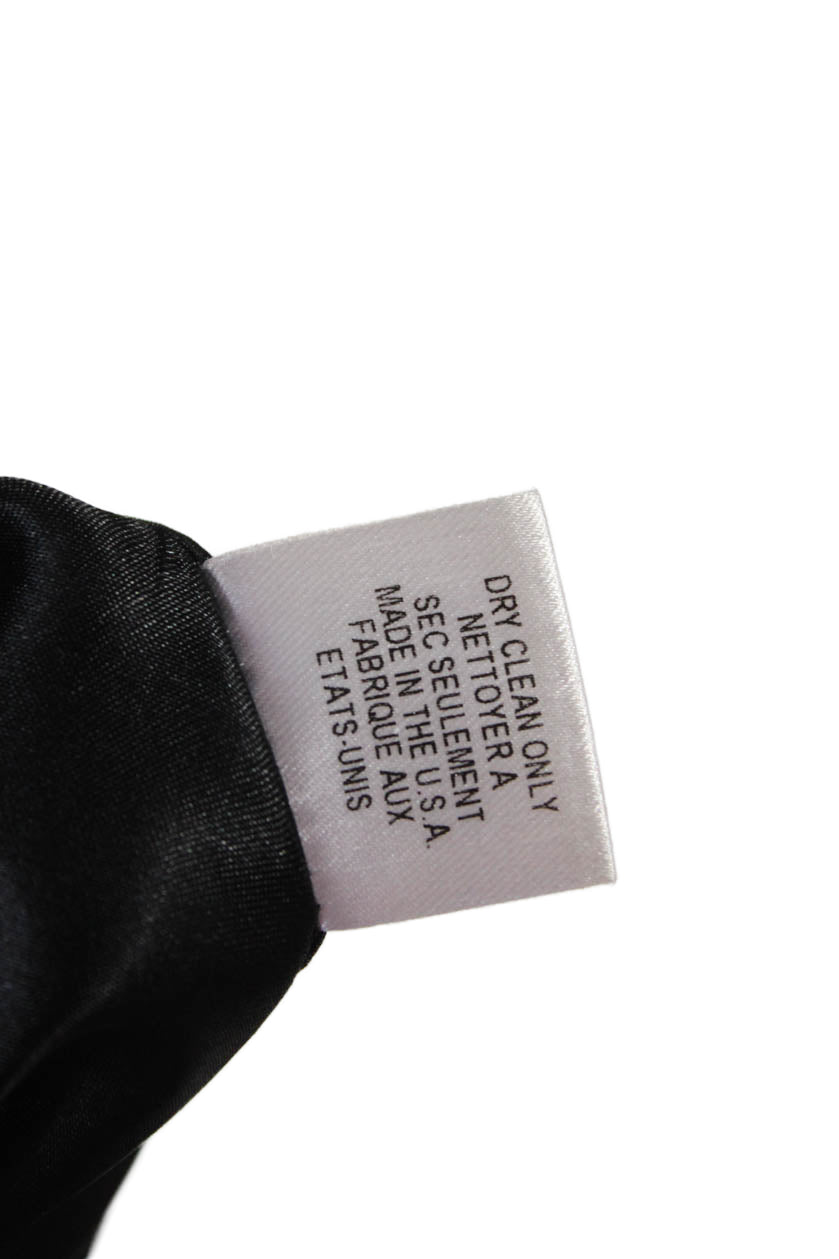 DRY CLEAN ONLY
NETTOYER A
SEC SEULEMENT
MADE IN THE U.S.A.
FABRIQUE AUX
ETATS-UNIS